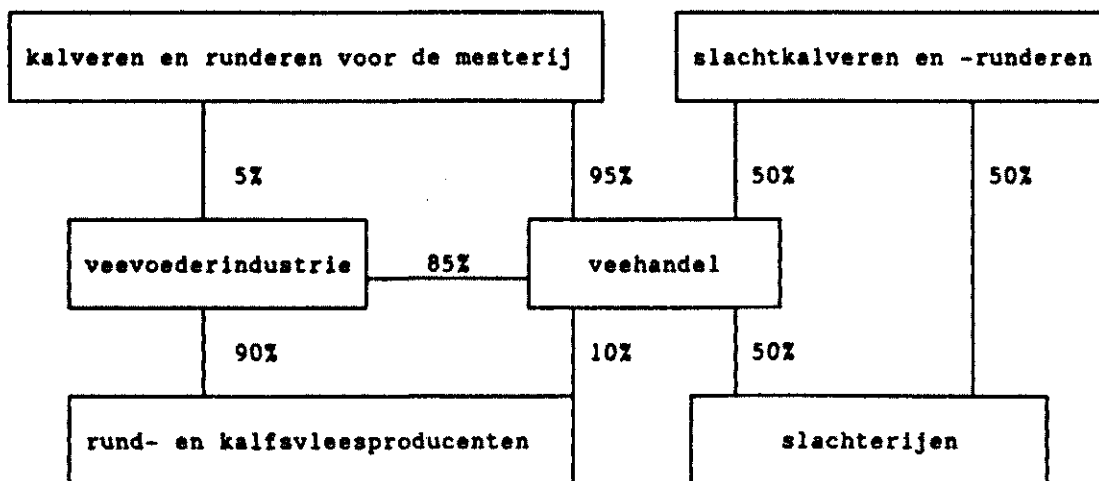 kalveren en runderen voor de mesterij slachtkalveren en -runderen
5% 95% 50% 50%
veevoederindustrie 85% veehandel
90% 10% 50%
rund- en kalfsvleesproducenten slachterijen